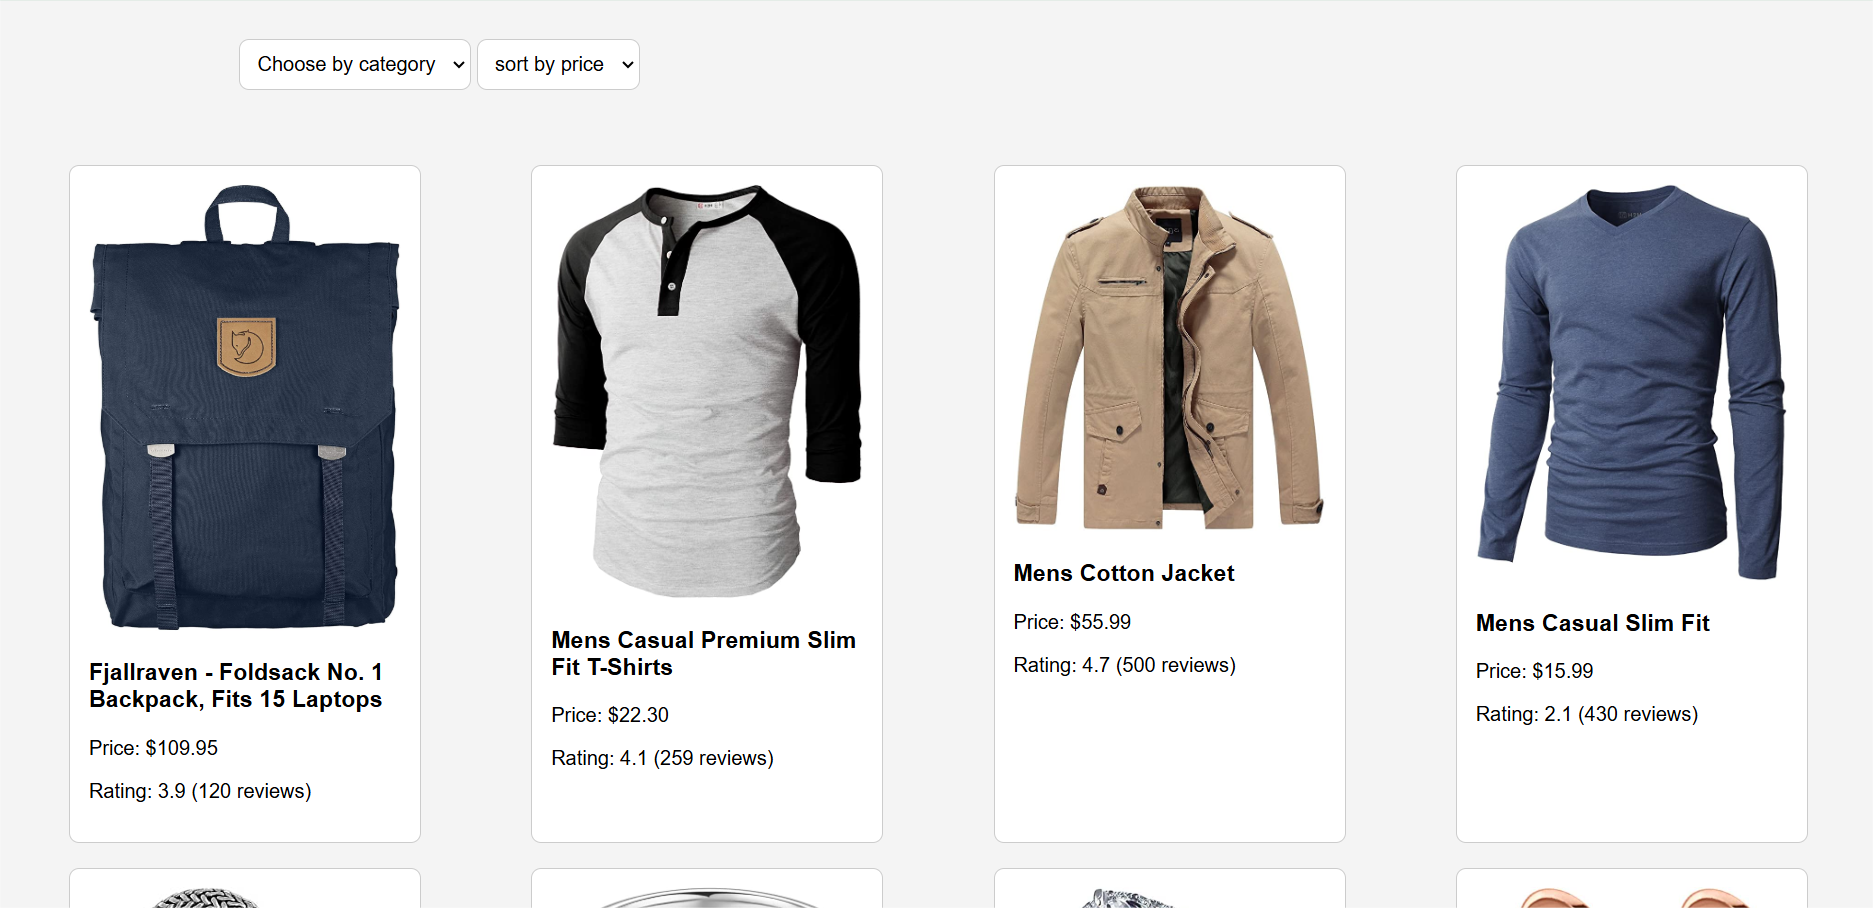 Choose by category
sort by price
Fjallraven - Foldsack No. 1
Backpack, Fits 15 Laptops
Price: $109.95
Rating: 3.9 (120 reviews)
Mens Casual Premium Slim
Fit T-Shirts
Price: $22.30
Rating: 4.1 (259 reviews)
Mens Cotton Jacket
Price: $55.99
Rating: 4.7 (500 reviews)
Mens Casual Slim Fit
Price: $15.99
Rating: 2.1 (430 reviews)